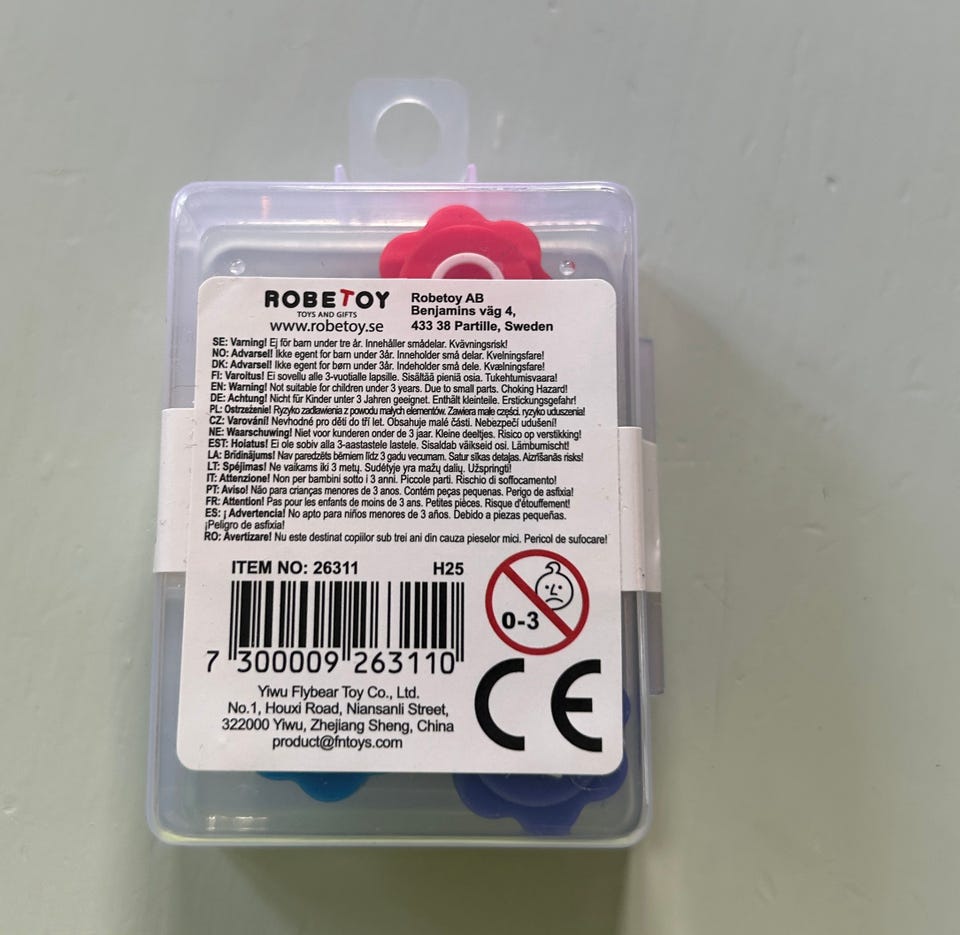 ROBETOY
TOYS AND GIFTS
www.robetoy.se
Robetoy AB
Benjamins väg 4,
433 38 Partille, Sweden
SE: Varning! Ej för barn under tre år. Innehåller smådelar. Kvävningsrisk!
NO: Advarsel! Ikke egent for barn under 3år. Inneholder små delar. Kvelningsfare!
DK: Advarsel! Ikke egent for børn under 3år. Indeholder små dele. Kvælningsfare!
FI: Varoitus! Ei sovellu alle 3-vuotialle lapsille. Sisältää pieniä osia. Tukehtumisvaara!
EN: Warning! Not suitable for children under 3 years. Due to small parts. Choking Hazard!
DE: Achtung! Nicht für Kinder unter 3 Jahren geeignet. Enthält kleinteile. Erstickungsgefahr!
PL: Ostrzeżenie! Ryzyko zadławienia z powodu małych elementów. Zawiera małe części. ryzyko uduszenia!
CZ: Varování! Nevhodné pro děti do tří let. Obsahuje malé části. Nebezpečí udušení!
NE: Waarschuwing! Niet voor kunderen onder de 3 jaar. Kleine deeltjes. Risico op verstikking!
EST: Hoiatus! Ei ole sobiv alla 3-aastastele lastele. Sisaldab väikseid osi. Lämbumischt!
LA: Brīdinājums! Nav paredzēts bērniem līdz 3 gadu vecumam. Satur sīkas detaļas. Aizrīšanās risks!
LT: Spėjimas! Ne vaikams iki 3 metų. Sudėtyje yra mažų dalių. Užspringti!
IT: Attenzione! Non per bambini sotto i 3 anni. Piccole parti. Rischio di soffocamento!
PT: Aviso! Não para crianças menores de 3 anos. Contém peças pequenas. Perigo de asfixia!
FR: Attention! Pas pour les enfants de moins de 3 ans. Petites pièces. Risque d'étouffement!
ES: ¡ Advertencia! No apto para niños menores de 3 años. Debido a piezas pequeñas.
¡Peligro de asfixia!
RO: Avertizare! Nu este destinat copiilor sub trei ani din cauza pieselor mici. Pericol de sufocare!
ITEM NO: 26311 H25
0-3
7 300009 263110
Yiwu Flybear Toy Co., Ltd.
No.1, Houxi Road, Niansanli Street,
322000 Yiwu, Zhejiang Sheng, China
product@fntoys.com
CE